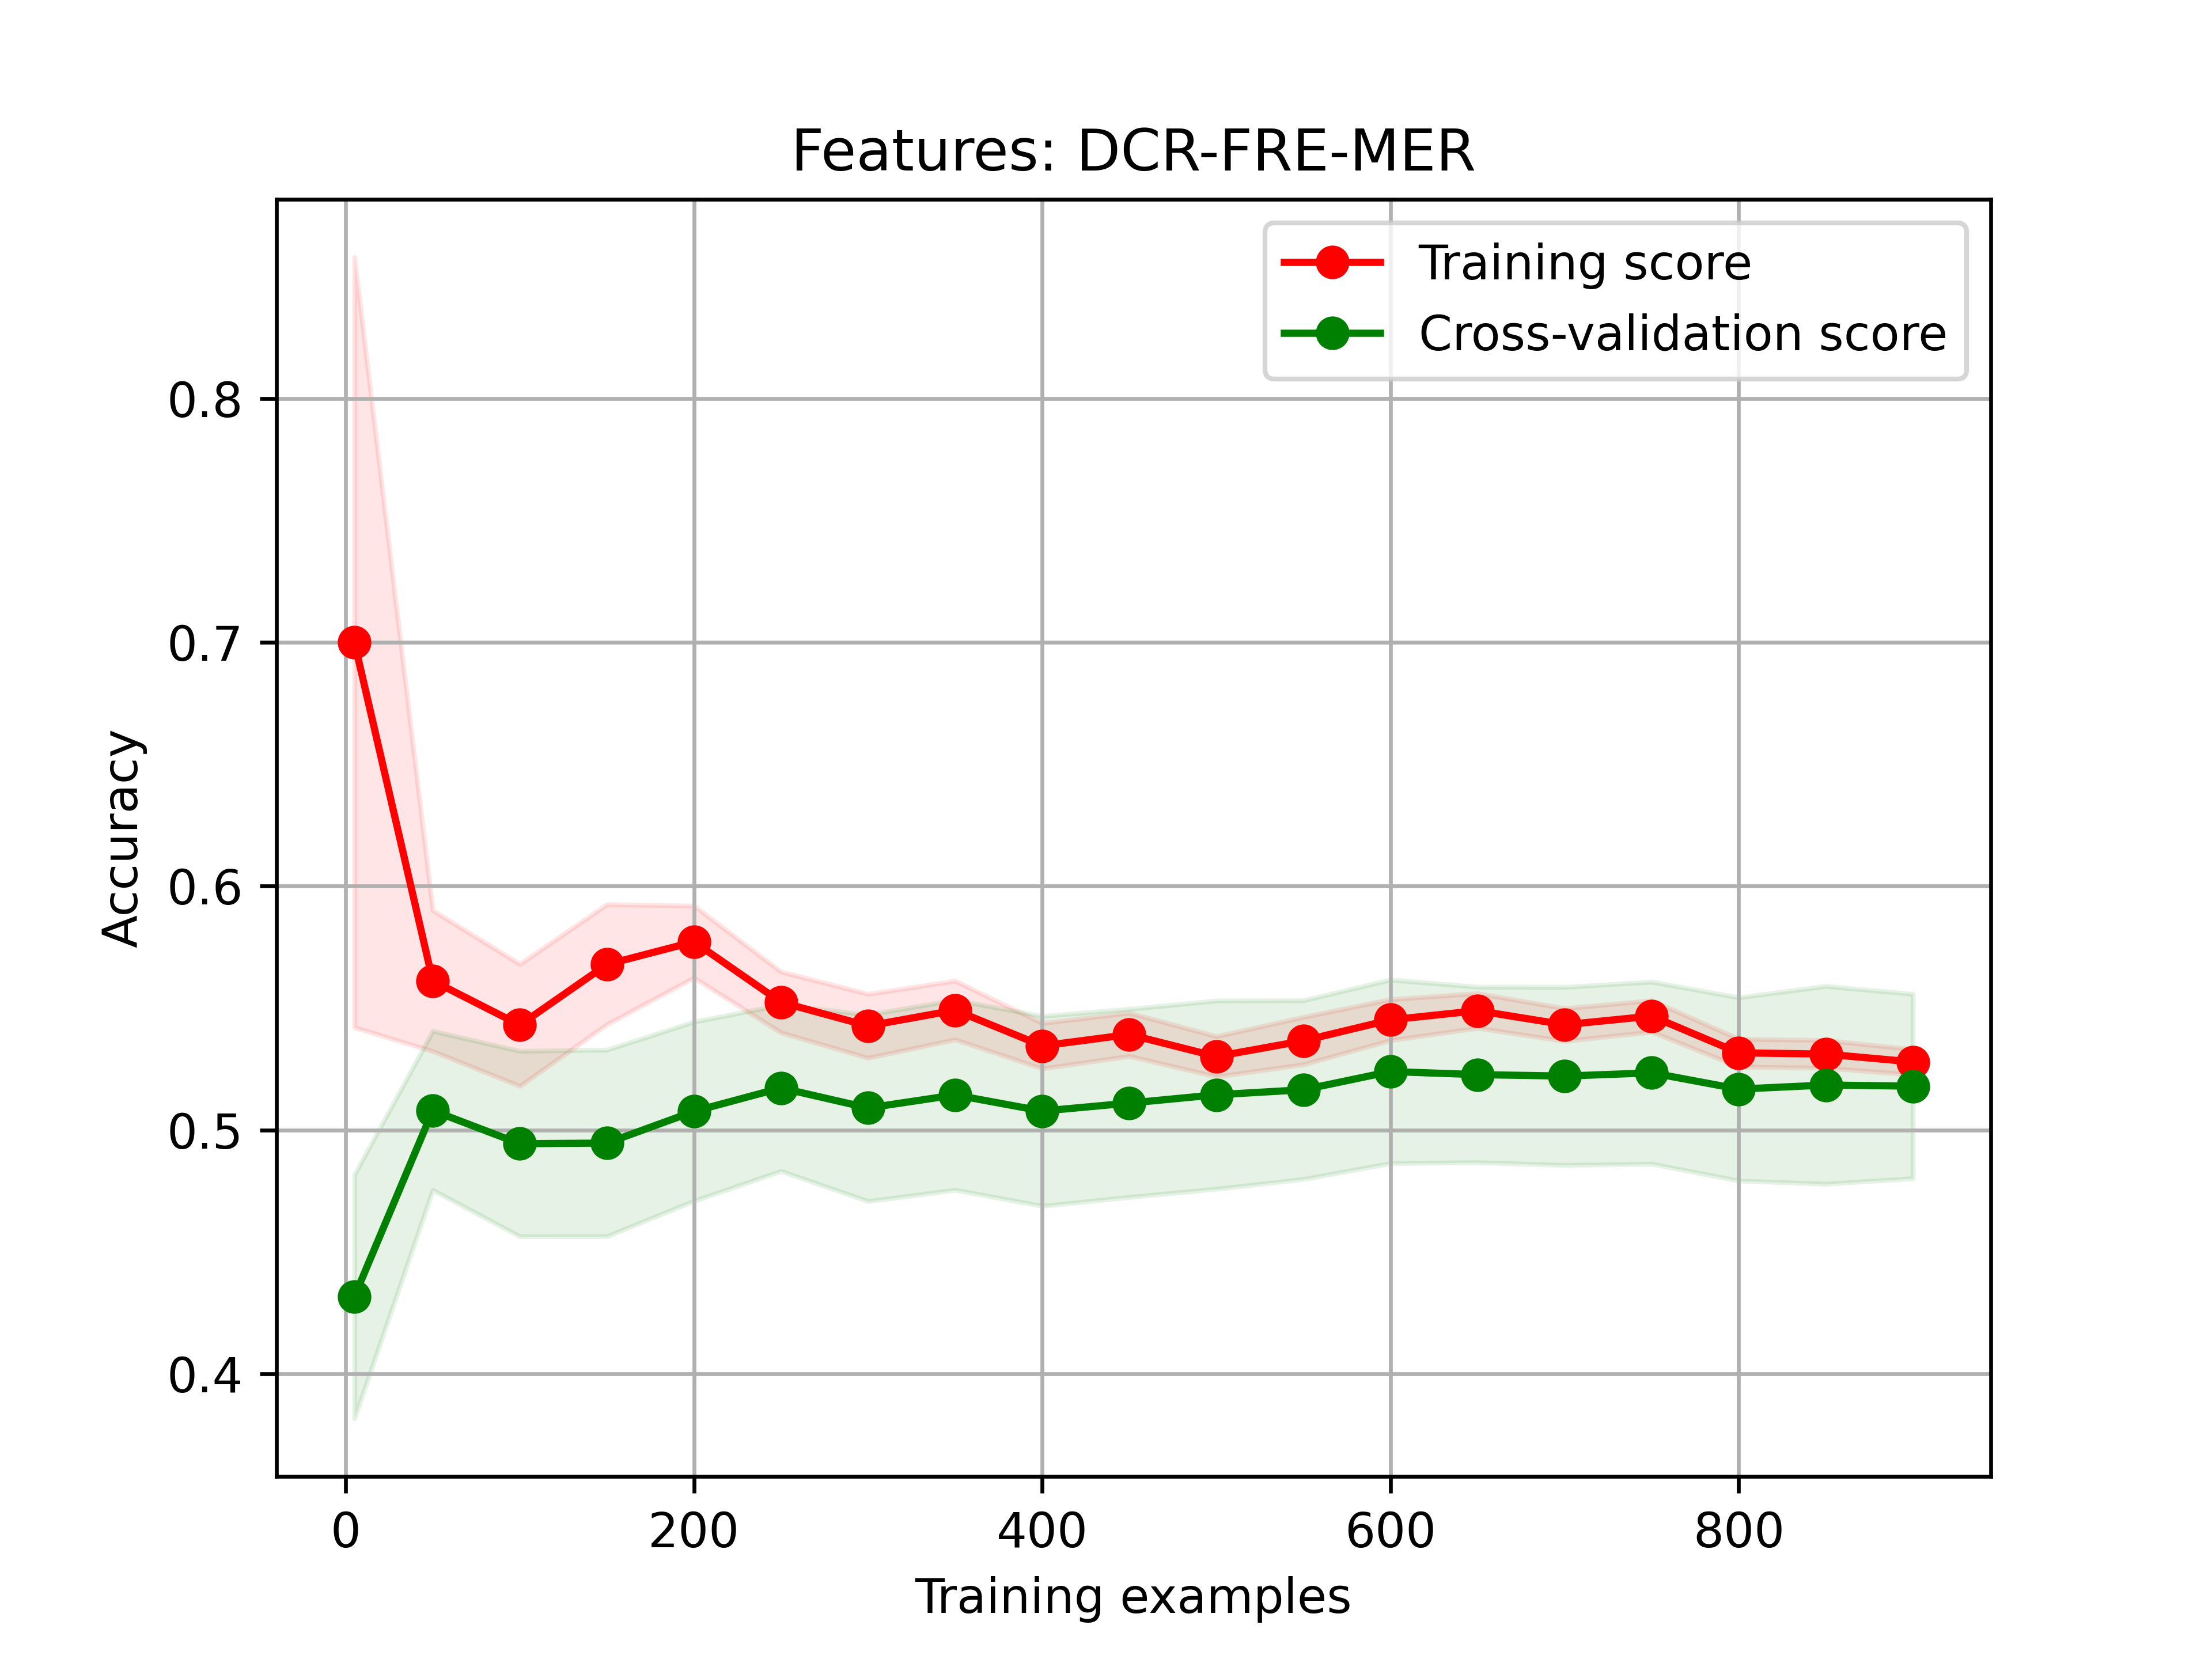 Features: DCR-FRE-MER
Training score
Cross-validation score
0.8
0.7
0.6
0.5
0.4
Accuracy
0 200 400 600 800
Training examples